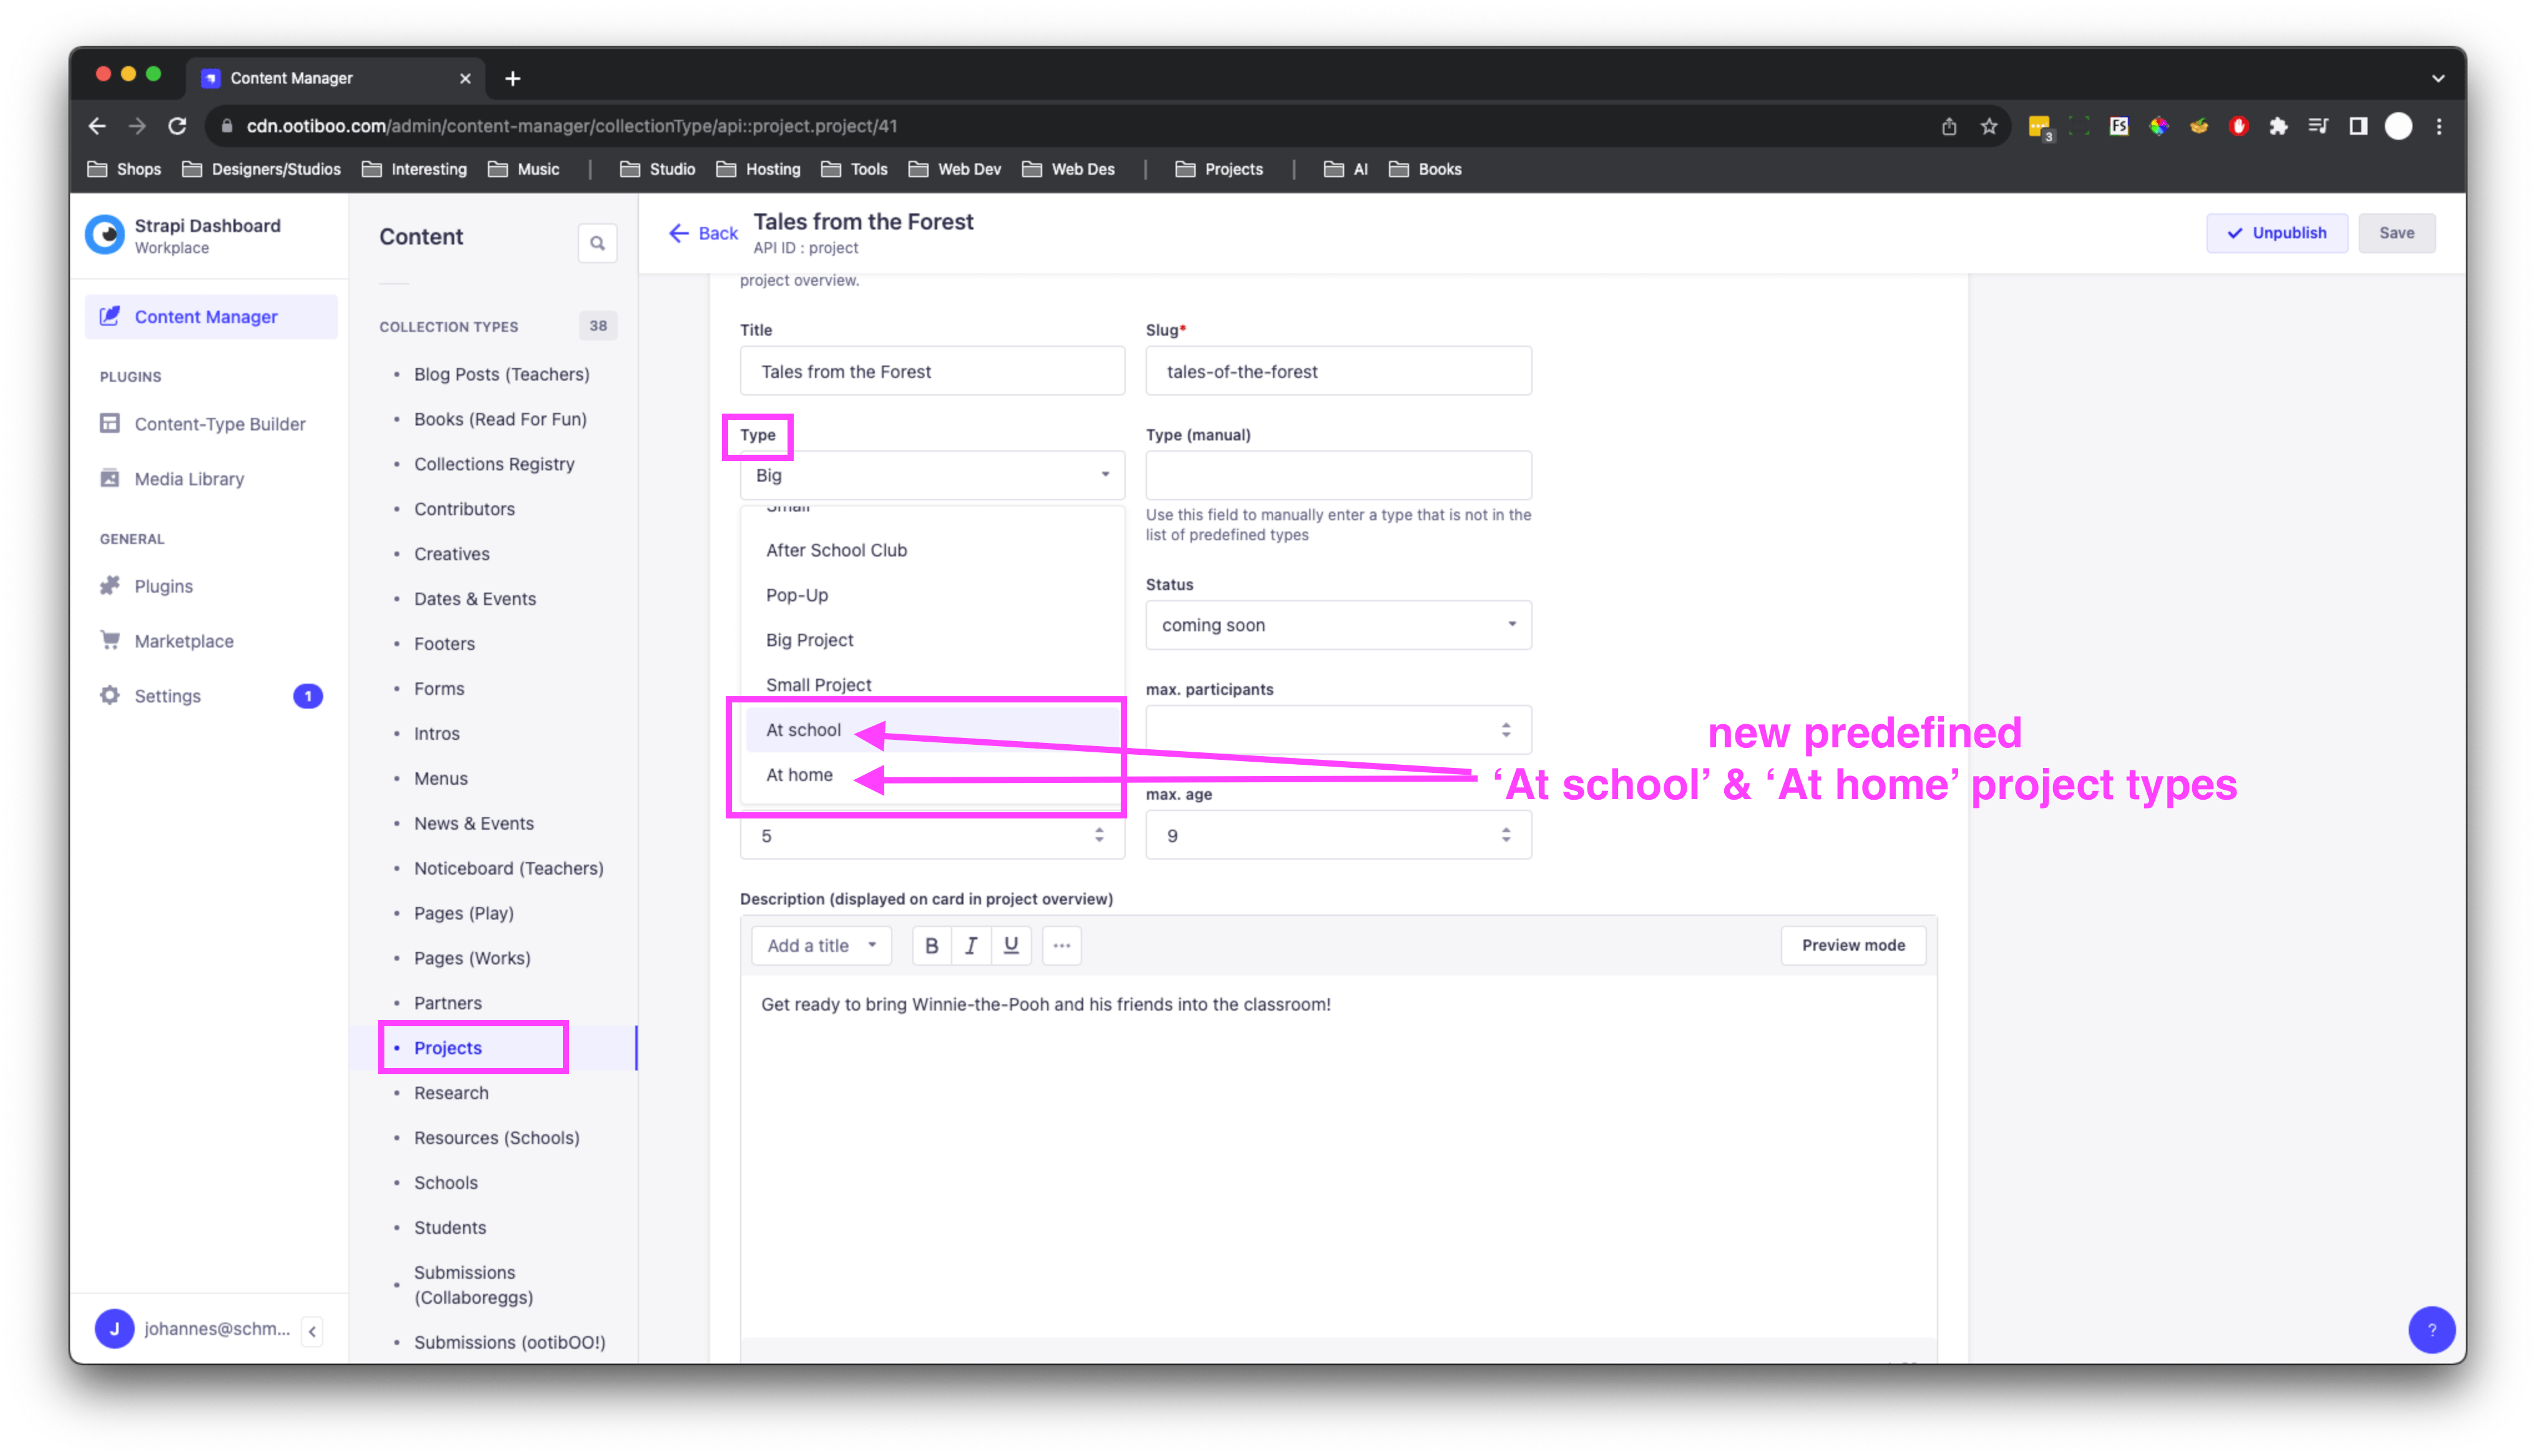 Content Manager
cdn.ootiboo.com/admin/content-manager/collectionType/api::project.project/41
3
FS
Shops
Designers/Studios
Interesting
Music
Studio
Hosting
Tools
Web Dev
Web Des
Projects
AI
Books
Strapi Dashboard
Workplace
Content Manager
PLUGINS
Content-Type Builder
Media Library
GENERAL
Plugins
Marketplace
Settings
1
J
johannes@schm...
Content
COLLECTION TYPES
38
Blog Posts (Teachers)
Books (Read For Fun)
Collections Registry
Contributors
Creatives
Dates & Events
Footers
Forms
Intros
Menus
News & Events
Noticeboard (Teachers)
Pages (Play)
Pages (Works)
Partners
Projects
Research
Resources (Schools)
Schools
Students
Submissions
(Collaboreggs)
Submissions (ootibOO!)
Back
Tales from the Forest
API ID : project
Unpublish
Save
project overview.
Title
Tales from the Forest
Slug*
tales-of-the-forest
Type
Big
Type (manual)
Use this field to manually enter a type that is not in the
list of predefined types
Small
After School Club
Pop-Up
Big Project
Small Project
At school
At home
Status
coming soon
max. participants
new predefined
‘At school’ & ‘At home’ project types
5
max. age
9
Description (displayed on card in project overview)
Add a title
B
I
U
...
Preview mode
Get ready to bring Winnie-the-Pooh and his friends into the classroom!
?